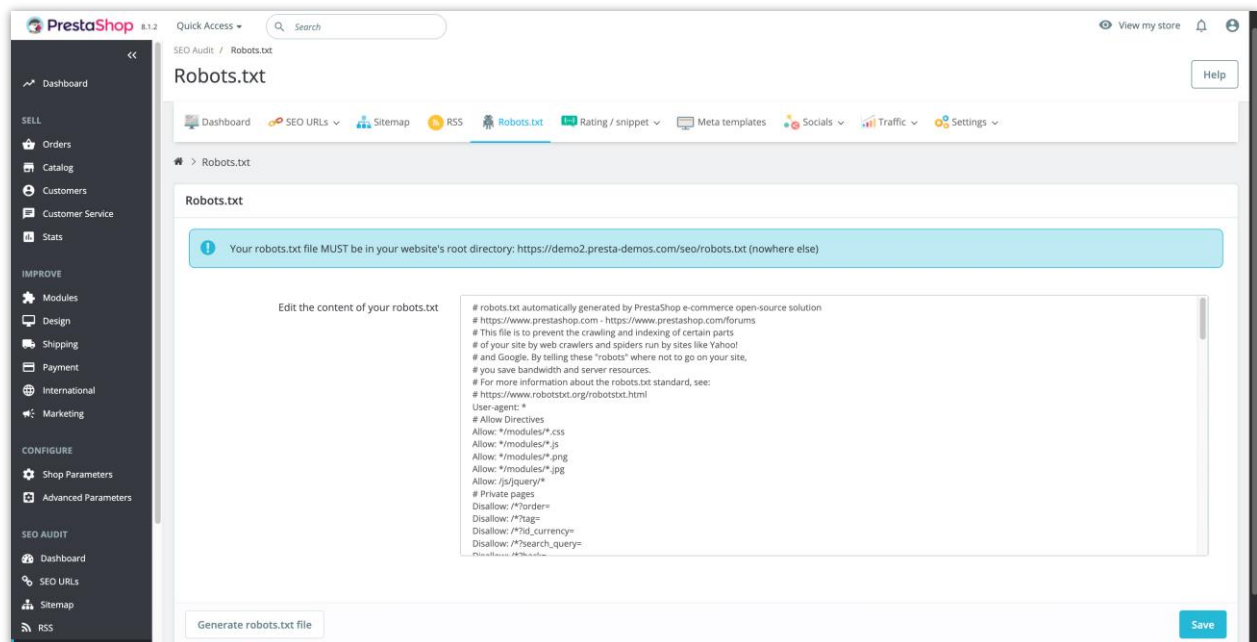 PrestaShop 8.1.2 Quick Access Search View my store
SEO Audit / Robots.txt
Robots.txt
Help
Dashboard SEO URLs Sitemap RSS Robots.txt Rating / snippet Meta templates Socials Traffic Settings
> Robots.txt
Dashboard
SELL
Orders
Catalog
Customers
Customer Service
Stats
IMPROVE
Modules
Design
Shipping
Payment
International
Marketing
CONFIGURE
Shop Parameters
Advanced Parameters
SEO AUDIT
Dashboard
SEO URLs
Sitemap
RSS
Robots.txt
Your robots.txt file MUST be in your website's root directory: https://demo2.presta-demos.com/seo/robots.txt (nowhere else)
Edit the content of your robots.txt
# robots.txt automatically generated by PrestaShop e-commerce open-source solution
# https://www.prestashop.com - https://www.prestashop.com/forums
# This file is to prevent the crawling and indexing of certain parts
# of your site by web crawlers and spiders run by sites like Yahoo!
# and Google. By telling these "robots" where not to go on your site,
# you save bandwidth and server resources.
# For more information about the robots.txt standard, see:
# https://www.robotstxt.org/robotstxt.html
User-agent: *
# Allow Directives
Allow: */modules/*.css
Allow: */modules/*.js
Allow: */modules/*.png
Allow: */modules/*.jpg
Allow: /js/jquery/*
# Private pages
Disallow: /*?order=
Disallow: /*?tag=
Disallow: /*?id_currency=
Disallow: /*?search_query=
Disallow: /*?back=
Generate robots.txt file
Save